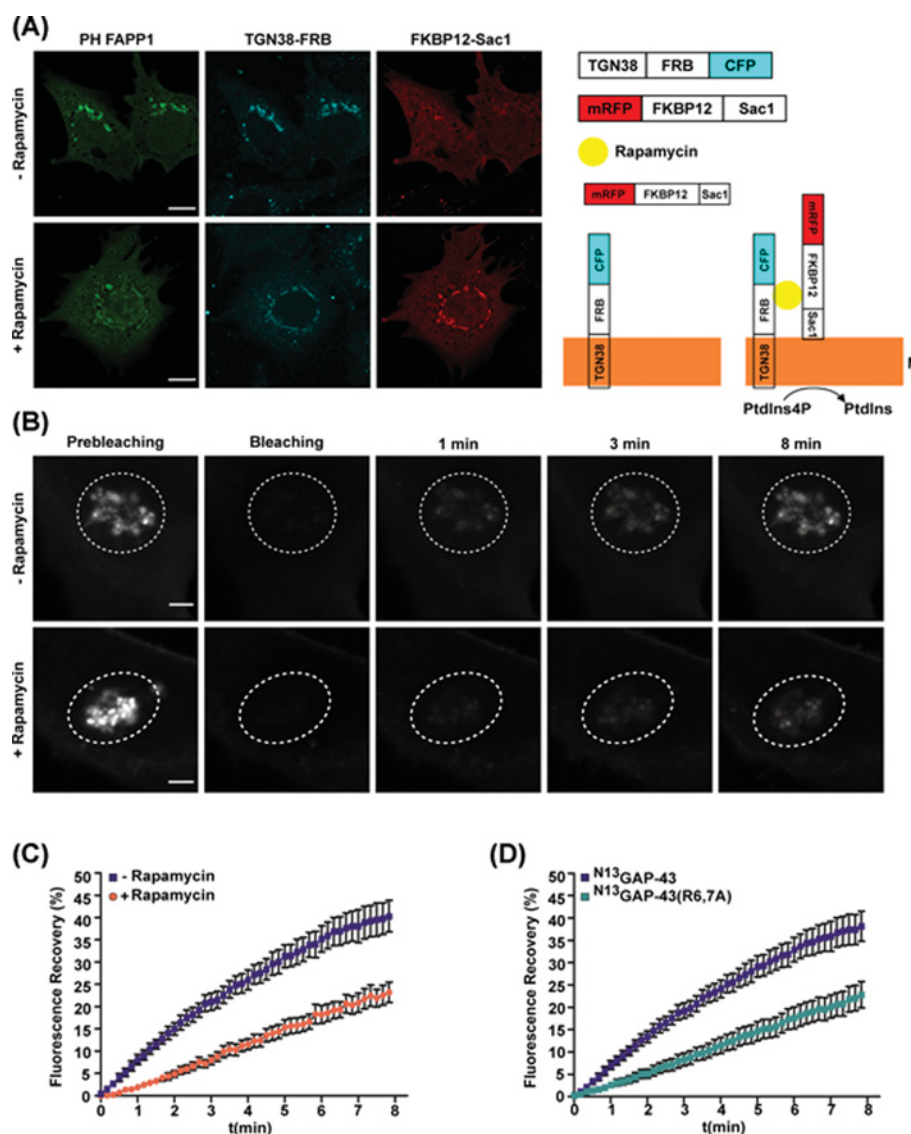 (A)
PH FAPP1 TGN38-FRB FKBP12-Sac1
- Rapamycin
+ Rapamycin
TGN38 FRB CFP
mRFP FKBP12 Sac1
Rapamycin
mRFP FKBP12 Sac1
CFP FRB TGN38
CFP FRB TGN38
mRFP FKBP12 Sac1
PtdIns4P PtdIns
(B)
Prebleaching Bleaching 1 min 3 min 8 min
- Rapamycin
+ Rapamycin
(C)
- Rapamycin
+Rapamycin
Fluorescence Recovery (%)
50
45
40
35
30
25
20
15
10
5
0
0 1 2 3 4 5 6 7 8
t(min)
(D)
N13GAP-43
N13GAP-43(R6,7A)
Fluorescence Recovery (%)
50
45
40
35
30
25
20
15
10
5
0
0 1 2 3 4 5 6 7 8
t(min)